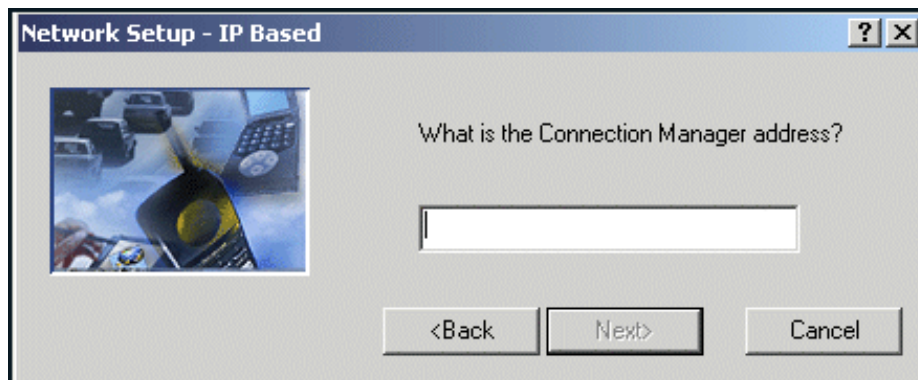 Network Setup - IP Based
What is the Connection Manager address?
<Back Next> Cancel